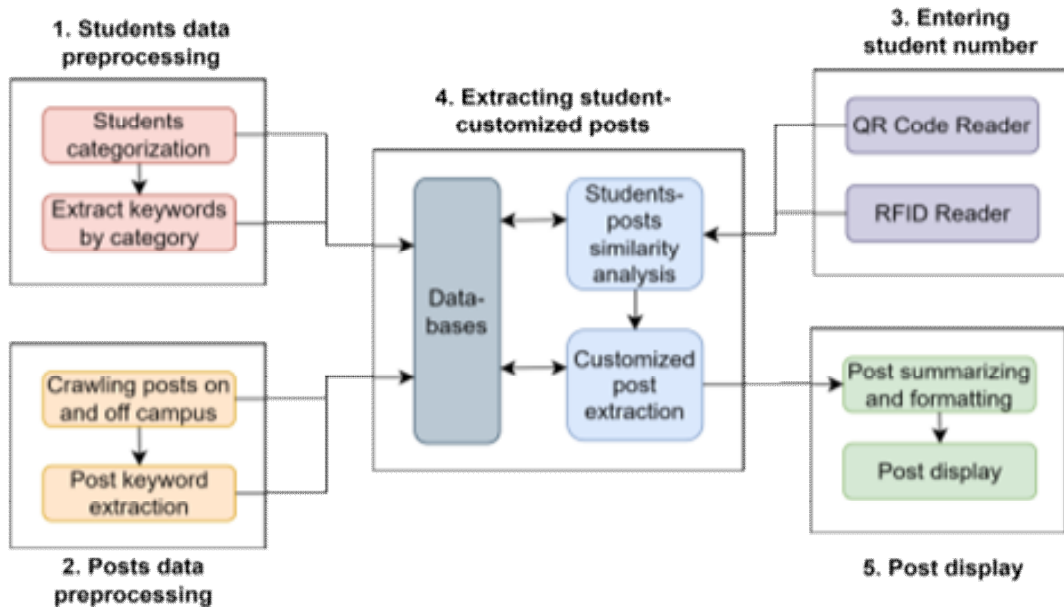 1. Students data
preprocessing
Students
categorization
Extract keywords
by category
2. Posts data
preprocessing
Crawling posts on
and off campus
Post keyword
extraction
3. Entering
student number
QR Code Reader
RFID Reader
4. Extracting student-
customized posts
Data-
bases
Students-
posts
similarity
analysis
Customized
post
extraction
5. Post display
Post summarizing
and formatting
Post display